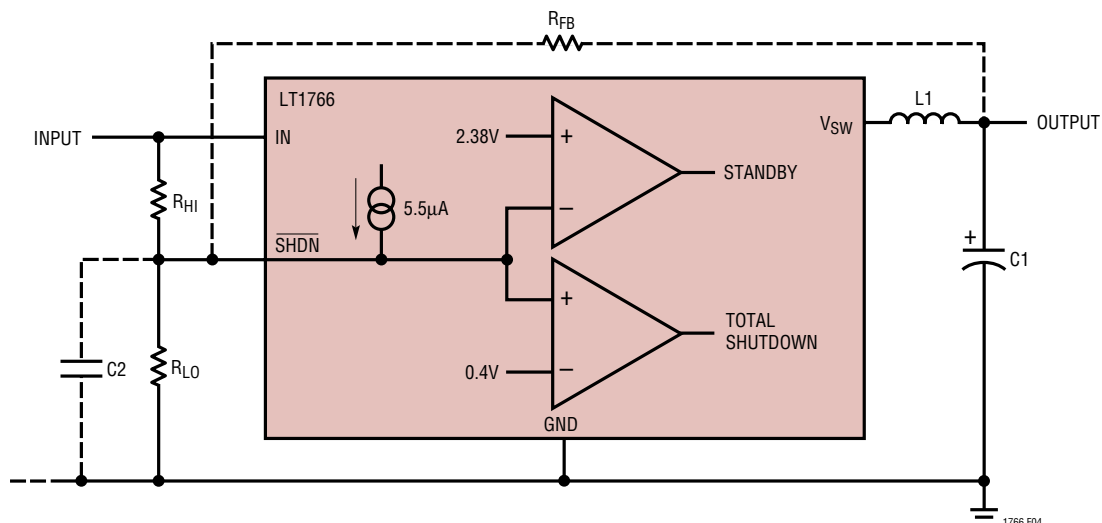 R_FB
LT1766
L1
INPUT
IN
V_SW
OUTPUT
2.38V
+
–
STANDBY
R_HI
5.5µA
SHDN
+
C1
+
TOTAL
SHUTDOWN
C2
R_LO
0.4V
–
GND
1766 F04